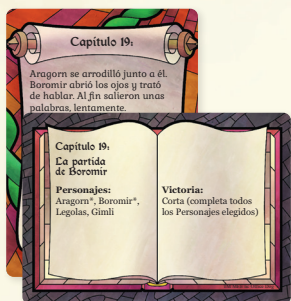 Capítulo 19:
Aragorn se arrodilló junto a él.
Boromir abrió los ojos y trató
de hablar. Al fin salieron unas
palabras, lentamente.
Capítulo 19:
La partida
de Boromir
Personajes:
Aragorn*, Boromir*,
Legolas, Gimli
Victoria:
Corta (completa todos
los Personajes elegidos)